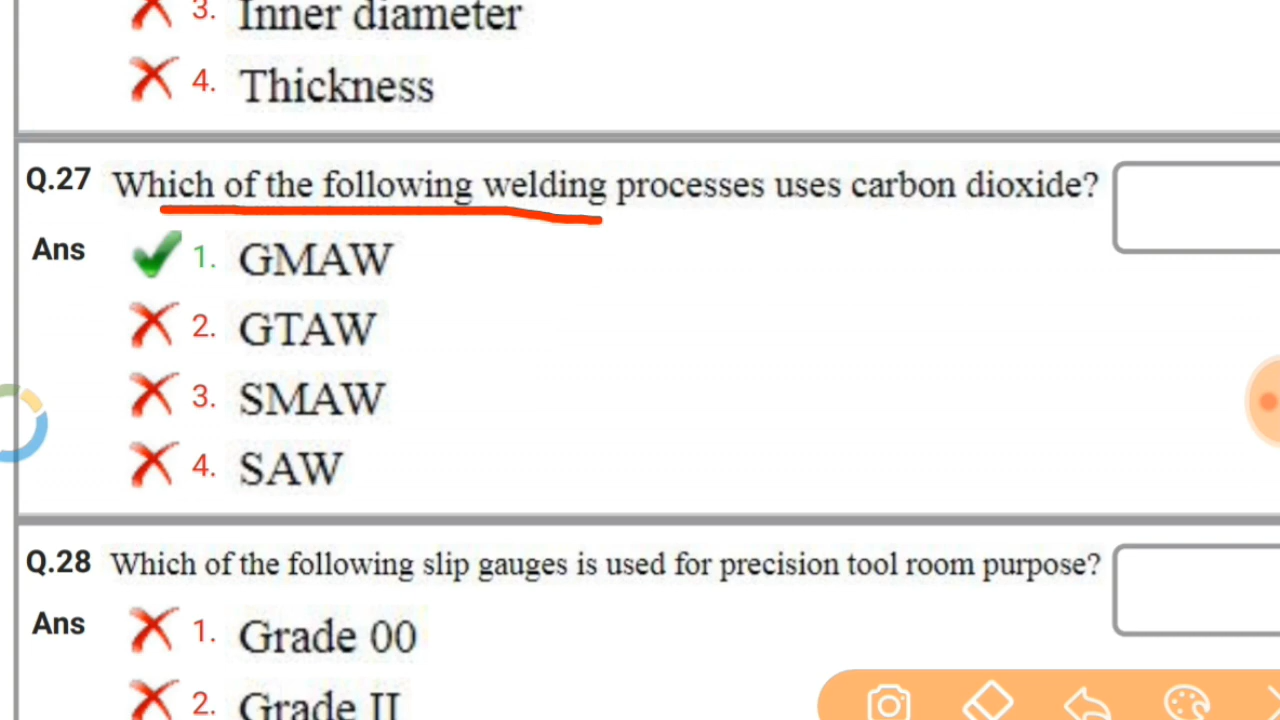 3. Inner diameter
4. Thickness
Q.27 Which of the following welding processes uses carbon dioxide?
Ans 1. GMAW
2. GTAW
3. SMAW
4. SAW
Q.28 Which of the following slip gauges is used for precision tool room purpose?
Ans 1. Grade 00
2. Grade II